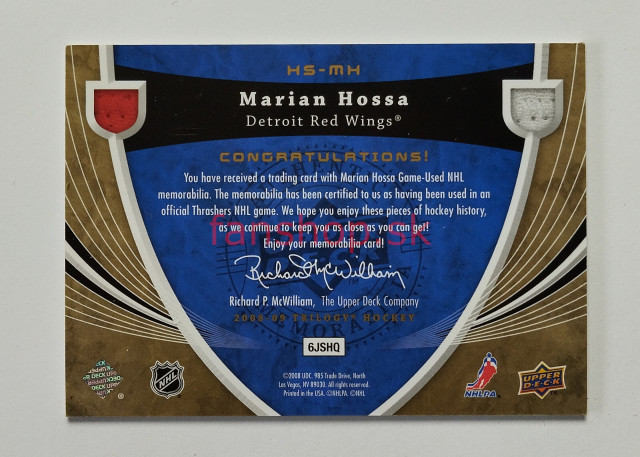 HS-MH
Marian Hossa
Detroit Red Wings®
CONGRATULATIONS!
You have received a trading card with Marian Hossa Game-Used NHL
memorabilia. The memorabilia has been certified to us as having been used in an
official Thrashers NHL game. We hope you enjoy these pieces of hockey history,
as we continue to keep you as close as you can get!
Enjoy your memorabilia card!
fanshop.sk
Richard McWilliam
Richard P. McWilliam, The Upper Deck Company
2008-09 TRILOGY® HOCKEY
6JSHQ
©2008 UDC. 985 Trade Drive, North
Las Vegas, NV 89030. All rights reserved.
Printed in the USA. ©NHLPA. ©NHL
NHL
NHLPA
UPPER
DECK